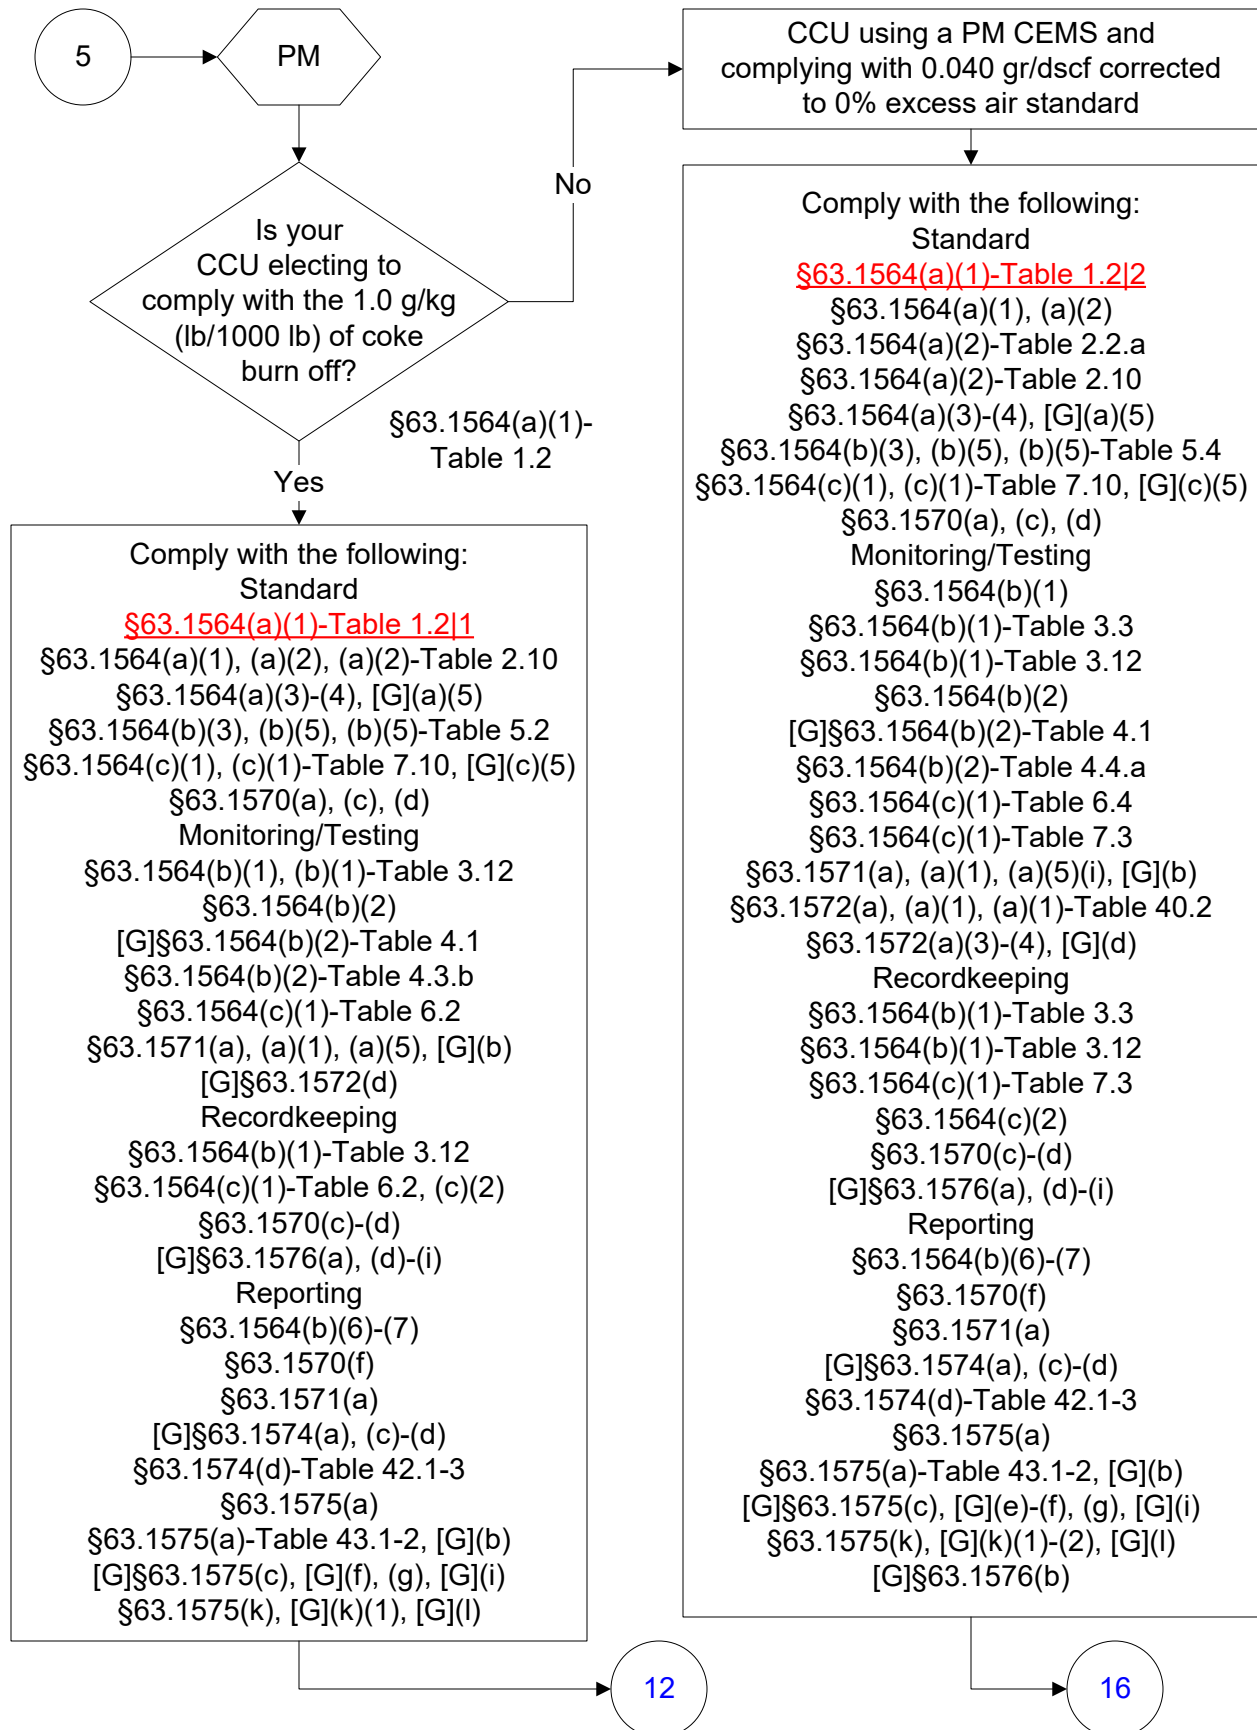 5
PM
Is your
CCU electing to
comply with the 1.0 g/kg
(lb/1000 lb) of coke
burn off?
§63.1564(a)(1)-
Table 1.2
No
Yes
CCU using a PM CEMS and
complying with 0.040 gr/dscf corrected
to 0% excess air standard
Comply with the following:
Standard
§63.1564(a)(1)-Table 1.2|1
§63.1564(a)(1), (a)(2), (a)(2)-Table 2.10
§63.1564(a)(3)-(4), [G](a)(5)
§63.1564(b)(3), (b)(5), (b)(5)-Table 5.2
§63.1564(c)(1), (c)(1)-Table 7.10, [G](c)(5)
§63.1570(a), (c), (d)
Monitoring/Testing
§63.1564(b)(1), (b)(1)-Table 3.12
§63.1564(b)(2)
[G]§63.1564(b)(2)-Table 4.1
§63.1564(b)(2)-Table 4.3.b
§63.1564(c)(1)-Table 6.2
§63.1571(a), (a)(1), (a)(5), [G](b)
[G]§63.1572(d)
Recordkeeping
§63.1564(b)(1)-Table 3.12
§63.1564(c)(1)-Table 6.2, (c)(2)
§63.1570(c)-(d)
[G]§63.1576(a), (d)-(i)
Reporting
§63.1564(b)(6)-(7)
§63.1570(f)
§63.1571(a)
[G]§63.1574(a), (c)-(d)
§63.1574(d)-Table 42.1-3
§63.1575(a)
§63.1575(a)-Table 43.1-2, [G](b)
[G]§63.1575(c), [G](f), (g), [G](i)
§63.1575(k), [G](k)(1), [G](l)
12
Comply with the following:
Standard
§63.1564(a)(1)-Table 1.2|2
§63.1564(a)(1), (a)(2)
§63.1564(a)(2)-Table 2.2.a
§63.1564(a)(2)-Table 2.10
§63.1564(a)(3)-(4), [G](a)(5)
§63.1564(b)(3), (b)(5), (b)(5)-Table 5.4
§63.1564(c)(1), (c)(1)-Table 7.10, [G](c)(5)
§63.1570(a), (c), (d)
Monitoring/Testing
§63.1564(b)(1)
§63.1564(b)(1)-Table 3.3
§63.1564(b)(1)-Table 3.12
§63.1564(b)(2)
[G]§63.1564(b)(2)-Table 4.1
§63.1564(b)(2)-Table 4.4.a
§63.1564(c)(1)-Table 6.4
§63.1564(c)(1)-Table 7.3
§63.1571(a), (a)(1), (a)(5)(i), [G](b)
§63.1572(a), (a)(1), (a)(1)-Table 40.2
§63.1572(a)(3)-(4), [G](d)
Recordkeeping
§63.1564(b)(1)-Table 3.3
§63.1564(b)(1)-Table 3.12
§63.1564(c)(1)-Table 7.3
§63.1564(c)(2)
§63.1570(c)-(d)
[G]§63.1576(a), (d)-(i)
Reporting
§63.1564(b)(6)-(7)
§63.1570(f)
§63.1571(a)
[G]§63.1574(a), (c)-(d)
§63.1574(d)-Table 42.1-3
§63.1575(a)
§63.1575(a)-Table 43.1-2, [G](b)
[G]§63.1575(c), [G](e)-(f), (g), [G](i)
§63.1575(k), [G](k)(1)-(2), [G](l)
[G]§63.1576(b)
16